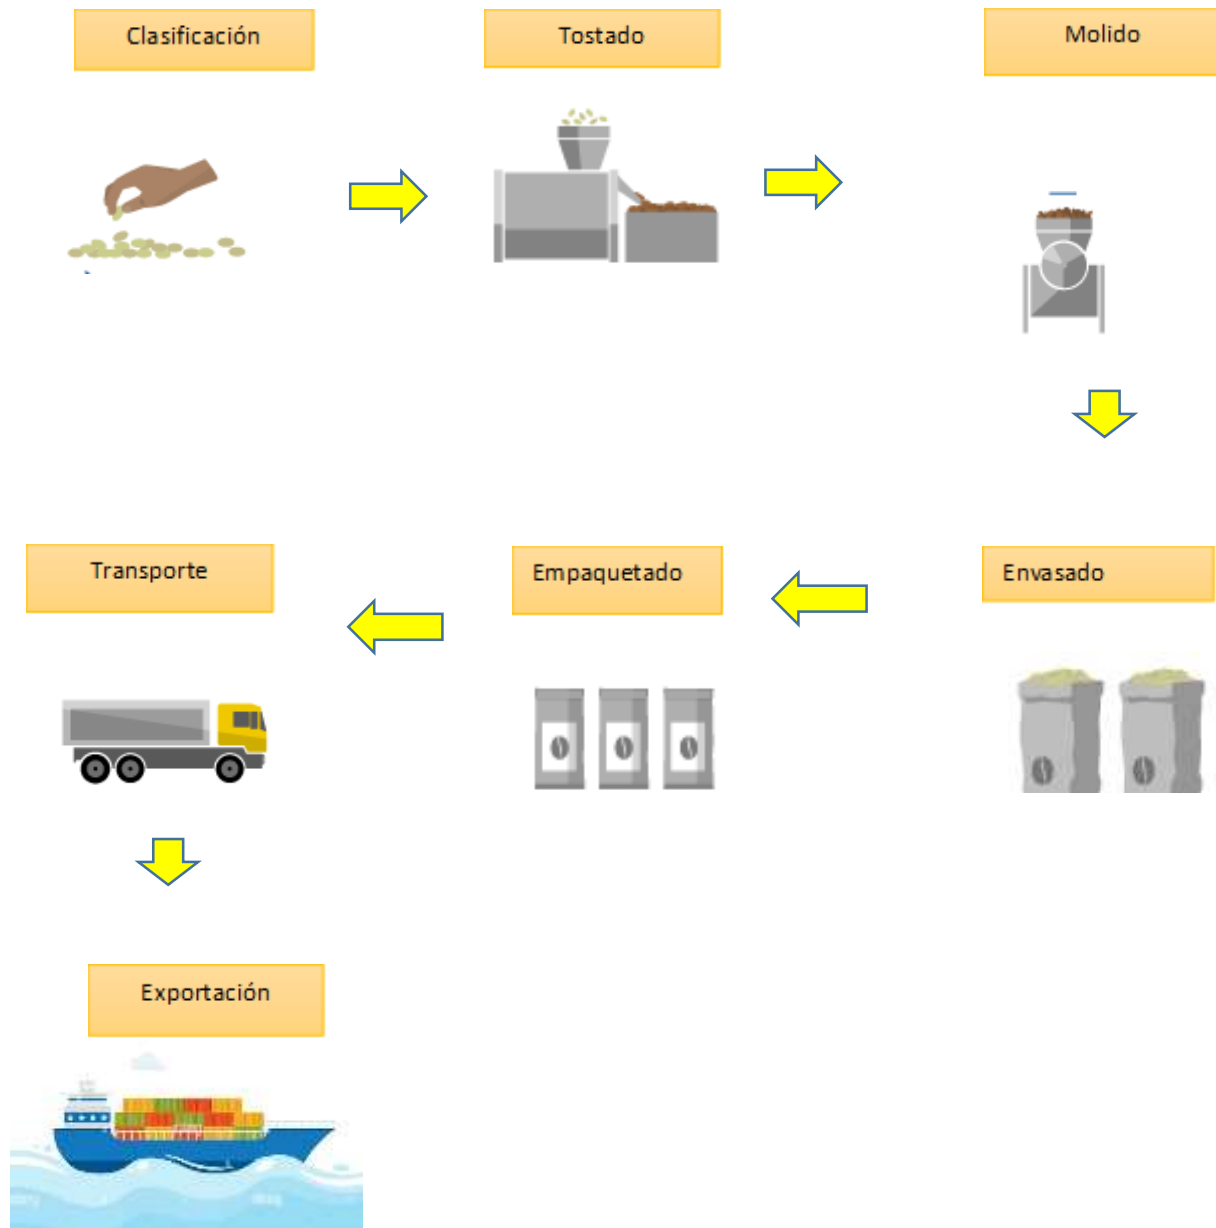 Clasificación
Tostado
Molido
Transporte
Empaquetado
Envasado
Exportación